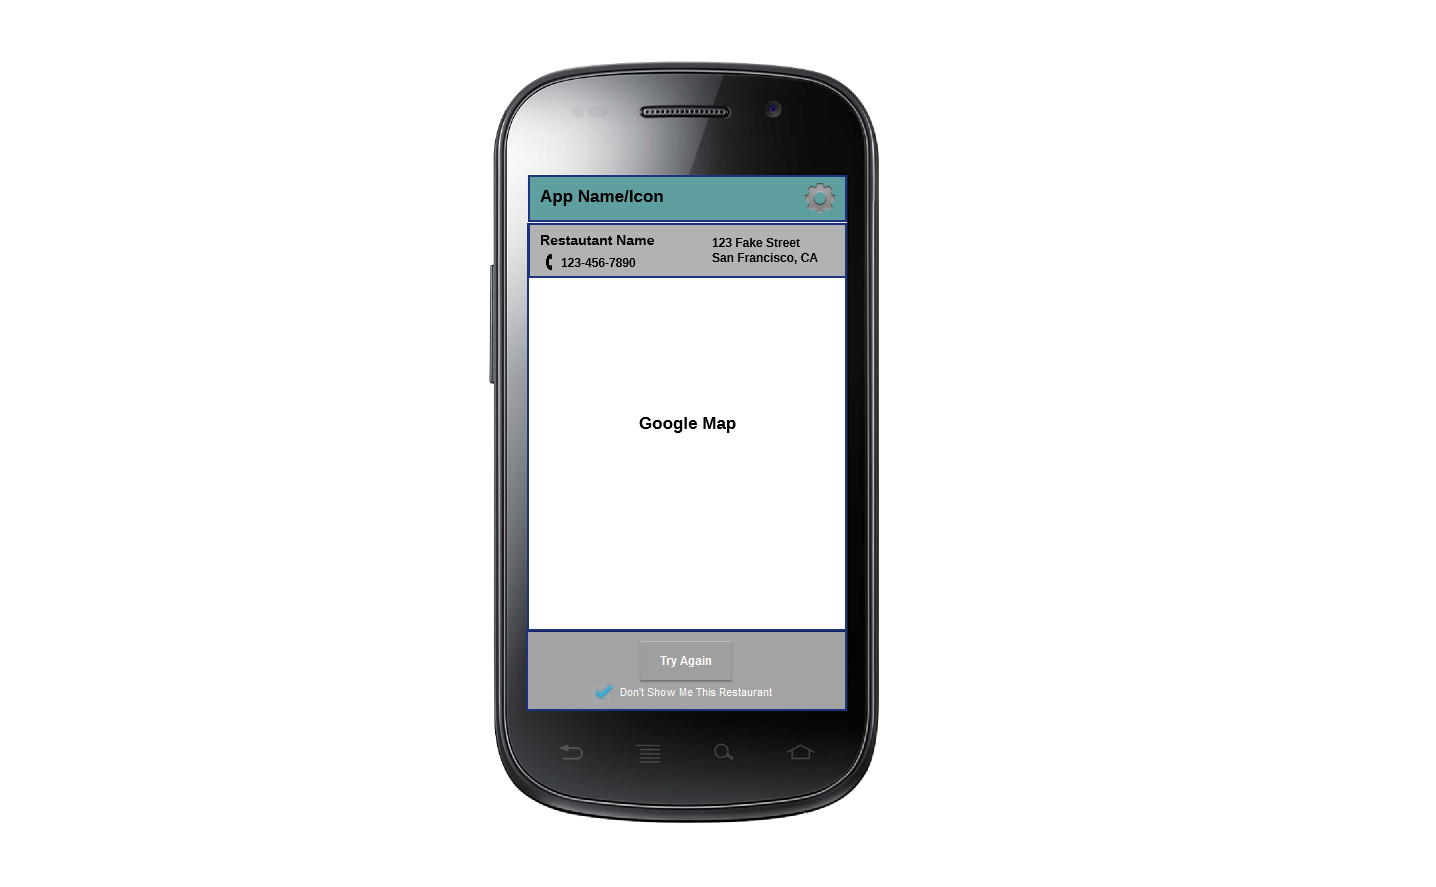 App Name/Icon
Restautant Name
123-456-7890
123 Fake Street
San Francisco, CA
Google Map
Try Again
Don't Show Me This Restaurant